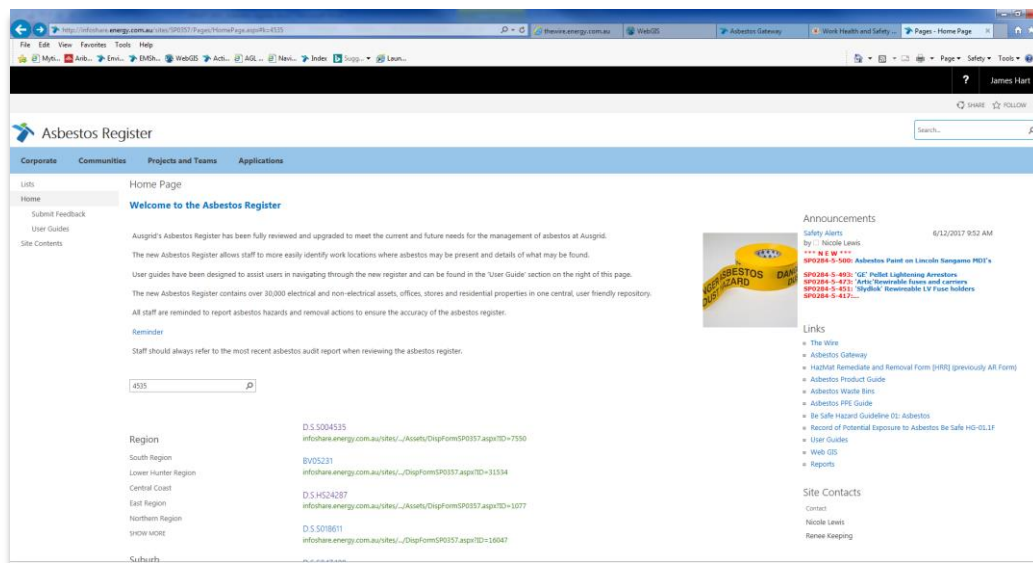 http://infoshare.energy.com.au/sites/SP0357/Pages/HomePage.aspx#k=4535
thewire.energy.com.au
WebGIS
Asbestos Gateway
Work Health and Safety ...
Pages - Home Page
File Edit View Favorites Tools Help
Myti... Arib... Envi... EMSh... WebGIS Acti... AGL ... Navi... Index Sugg... Laun...
Page Safety Tools
? James Hart
SHARE FOLLOW
Asbestos Register
Search...
Corporate Communities Projects and Teams Applications
Lists
Home
Submit Feedback
User Guides
Site Contents
Home Page
Welcome to the Asbestos Register
Ausgrid's Asbestos Register has been fully reviewed and upgraded to meet the current and future needs for the management of asbestos at Ausgrid.
The new Asbestos Register allows staff to more easily identify work locations where asbestos may be present and details of what may be found.
User guides have been designed to assist users in navigating through the new register and can be found in the 'User Guide' section on the right of this page.
The new Asbestos Register contains over 30,000 electrical and non-electrical assets, offices, stores and residential properties in one central, user friendly repository.
All staff are reminded to report asbestos hazards and removal actions to ensure the accuracy of the asbestos register.
Reminder
Staff should always refer to the most recent asbestos audit report when reviewing the asbestos register.
4535
Region
South Region
Lower Hunter Region
Central Coast
East Region
Northern Region
SHOW MORE
Suburb
D.S.S004535
infoshare.energy.com.au/sites/.../Assets/DispFormSP0357.aspx?ID=7550
BV05231
infoshare.energy.com.au/sites/.../DispFormSP0357.aspx?ID=31534
D.S.HS24287
infoshare.energy.com.au/sites/.../DispFormSP0357.aspx?ID=1077
D.S.S018611
infoshare.energy.com.au/sites/.../DispFormSP0357.aspx?ID=16047
ASBESTOS
HAZARD
Announcements
Safety Alerts 6/12/2017 9:52 AM
by Nicole Lewis
*** N E W ***
SP0284-S-500: Asbestos Paint on Lincoln Sangamo MDI's
SP0284-S-493: 'GE' Pellet Lightening Arrestors
SP0284-S-473: 'Artic'Rewirable fuses and carriers
SP0284-S-451: 'Slydlok' Rewireable LV Fuse holders
SP0284-S-417:...
Links
The Wire
Asbestos Gateway
HazMat Remediate and Removal Form [HRR] (previously AR Form)
Asbestos Product Guide
Asbestos Waste Bins
Asbestos PPE Guide
Be Safe Hazard Guideline 01: Asbestos
Record of Potential Exposure to Asbestos Be Safe HG-01.1F
User Guides
Web GIS
Reports
Site Contacts
Contact
Nicole Lewis
Renee Keeping